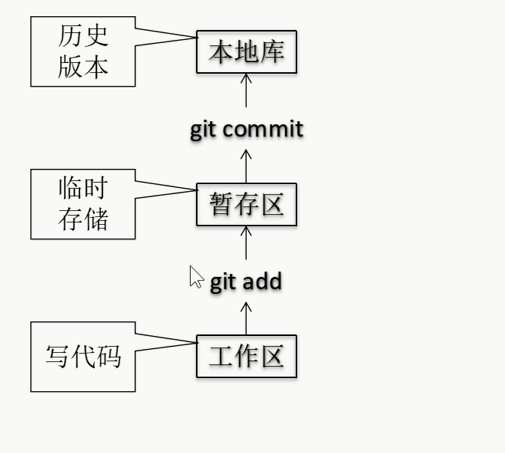 历史
版本
本地库
git commit
临时
存储
暂存区
git add
写代码
工作区